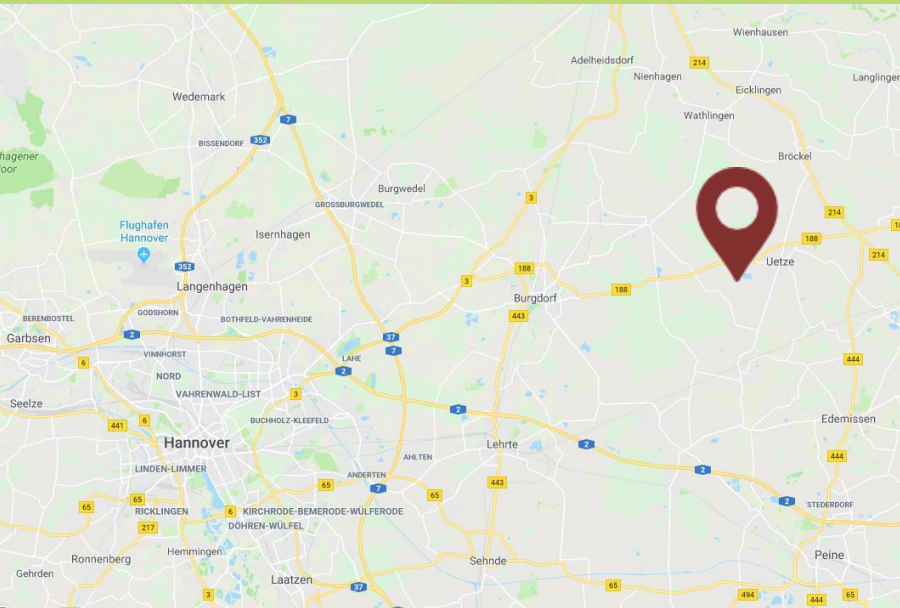 Wienhausen
Adelheidsdorf
214
Nienhagen
Langlingen
Eicklingen
Wedemark
Wathlingen
7
352
BISSENDORF
Bröckel
hagener
oor
Burgwedel
3
GROSSBURGWEDEL
214
Flughafen
Hannover
Isernhagen
188
214
Uetze
352
188
3
Langenhagen
188
Burgdorf
GODSHORN
443
BERENBOSTEL
BOTHFELD-VAHRENHEIDE
2
Garbsen
37
7
VINNHORST
LAHE
444
6
2
NORD
VAHRENWALD-LIST
3
Seelze
2
6
441
BUCHHOLZ-KLEEFELD
Edemissen
Hannover
Lehrte
2
444
AHLTEN
LINDEN-LIMMER
2
ANDERTEN
65
443
7
65
65
2
65
STEDERDORF
RICKLINGEN
6
KIRCHRODE-BEMERODE-WÜLFERODE
217
DÖHREN-WÜLFEL
Hemmingen
Peine
Ronnenberg
Sehnde
Gehrden
Laatzen
37
65
3
494
444
65